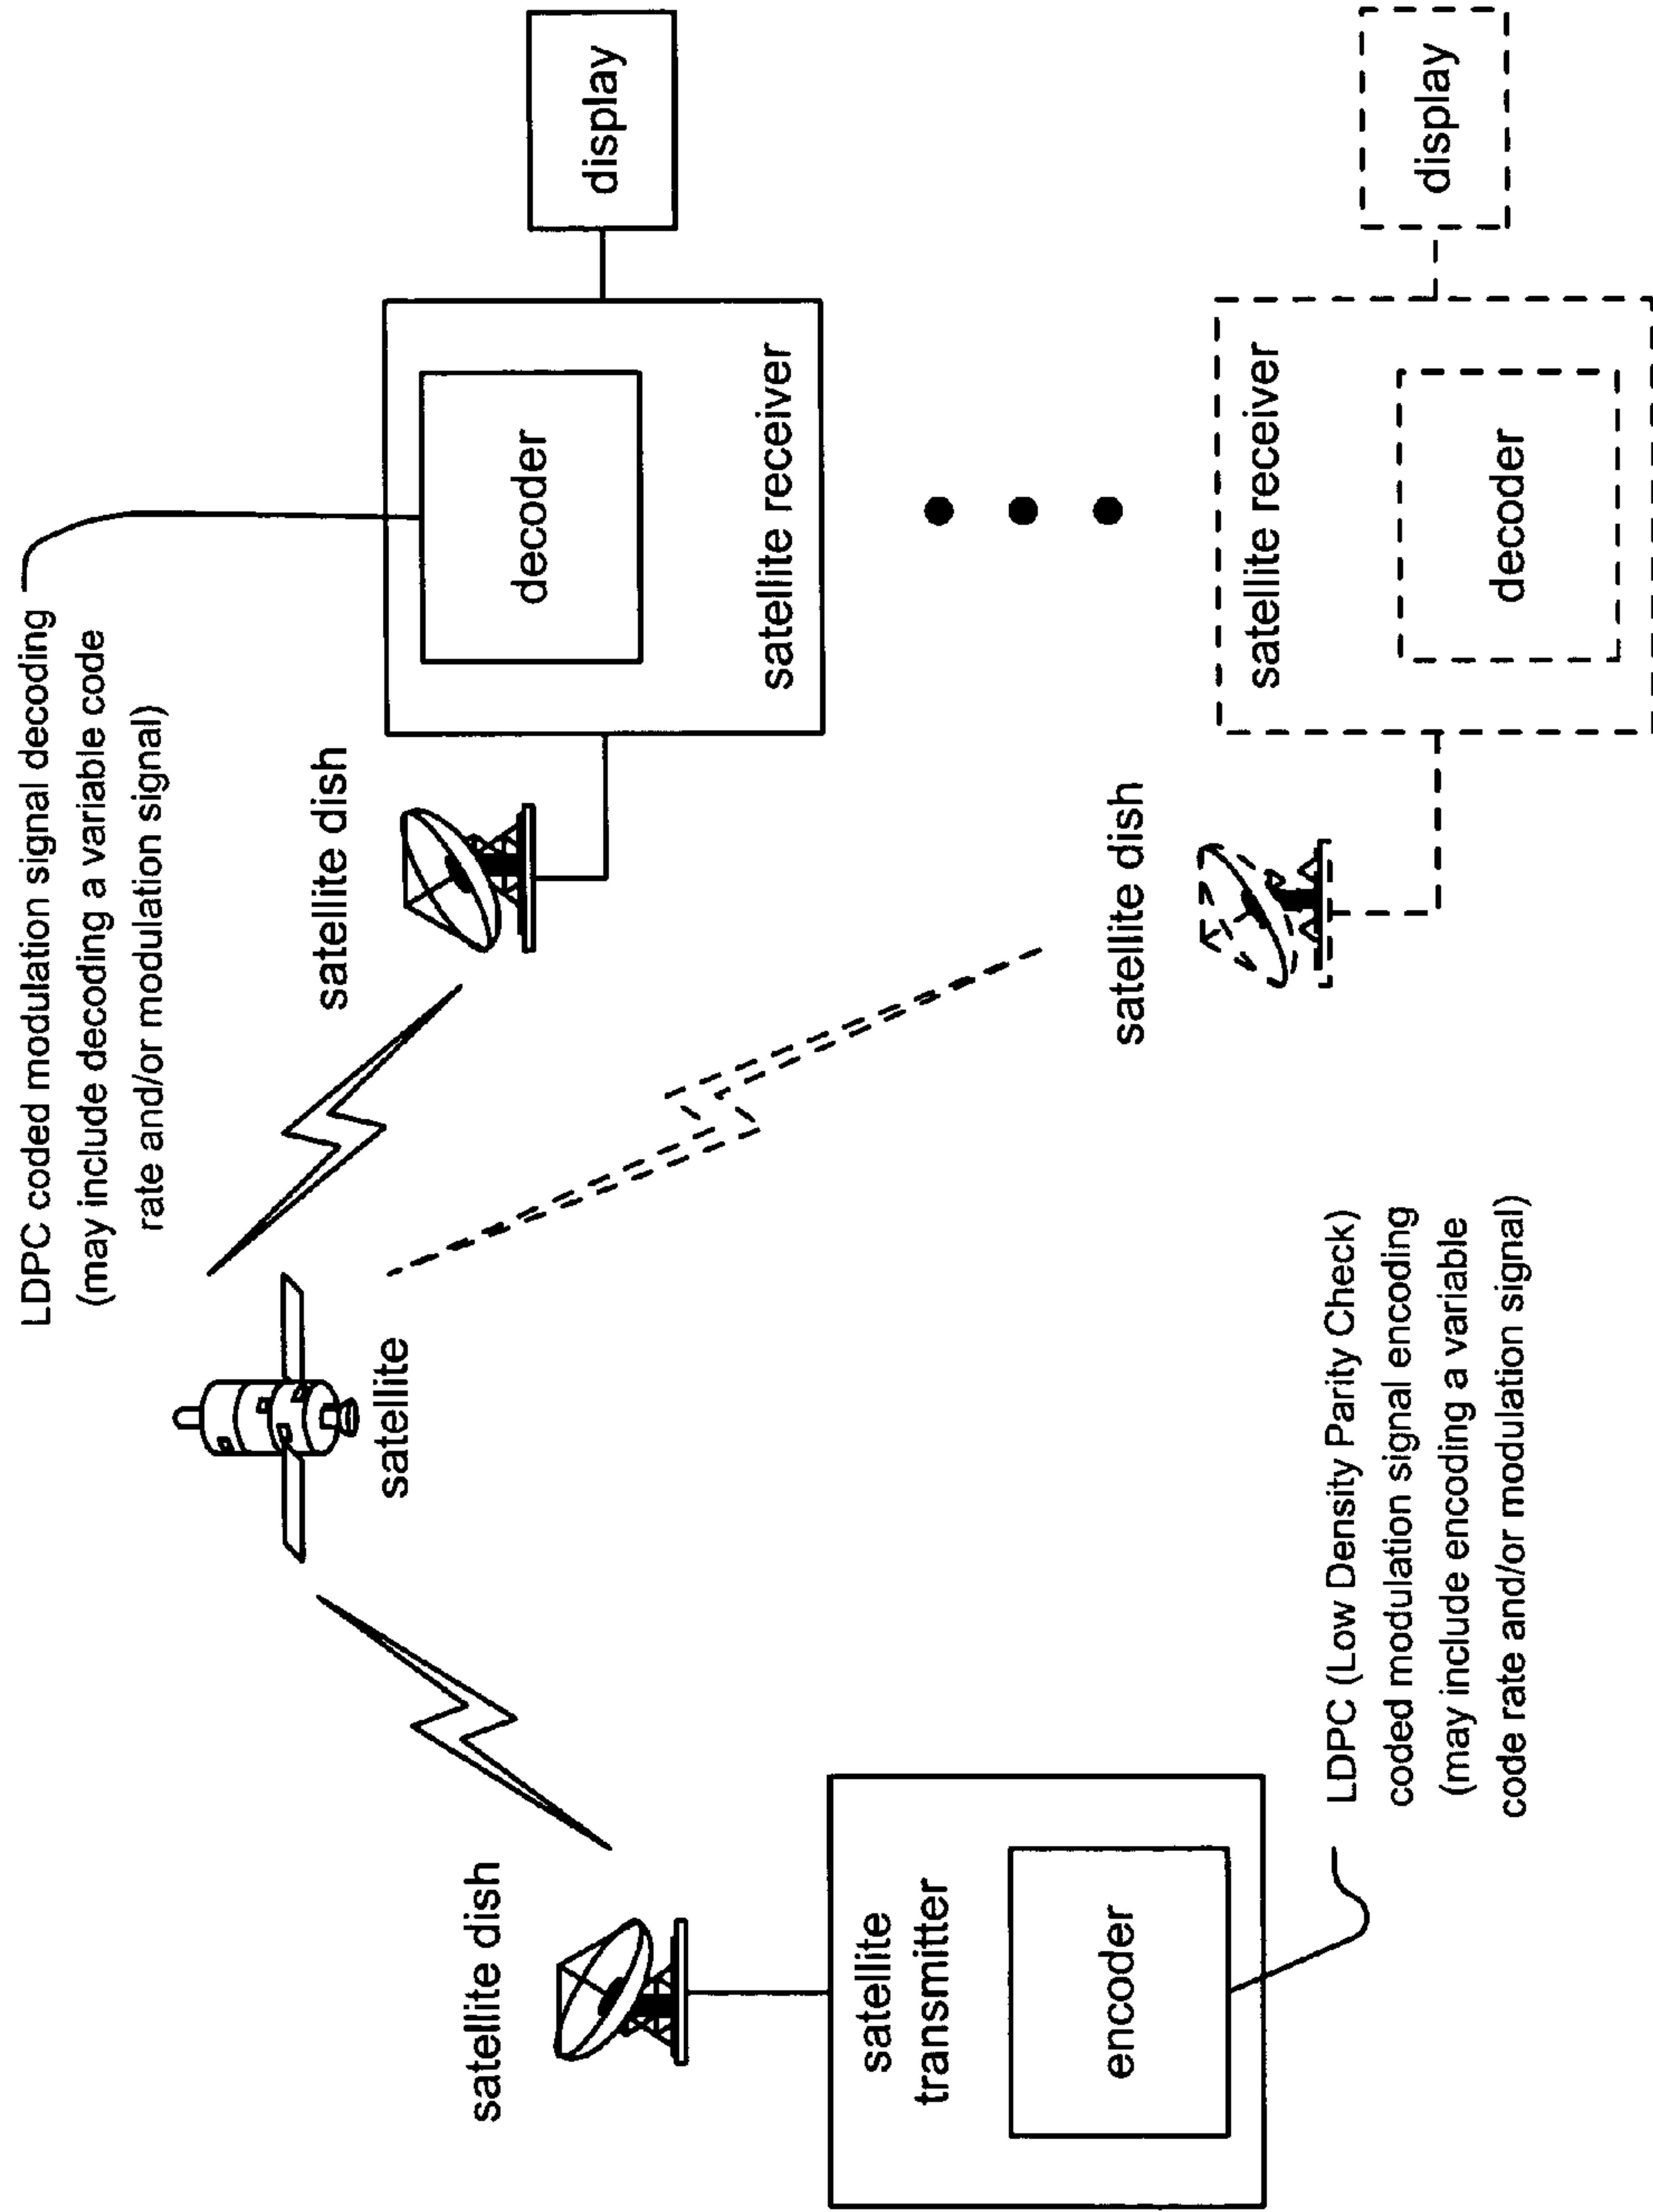 LDPC coded modulation signal decoding
(may include decoding a variable code
rate and/or modulation signal)
satellite dish
decoder
satellite receiver
display
satellite
satellite dish
satellite
transmitter
encoder
LDPC (Low Density Parity Check)
coded modulation signal encoding
(may include encoding a variable
code rate and/or modulation signal)
satellite dish
satellite receiver
decoder
display